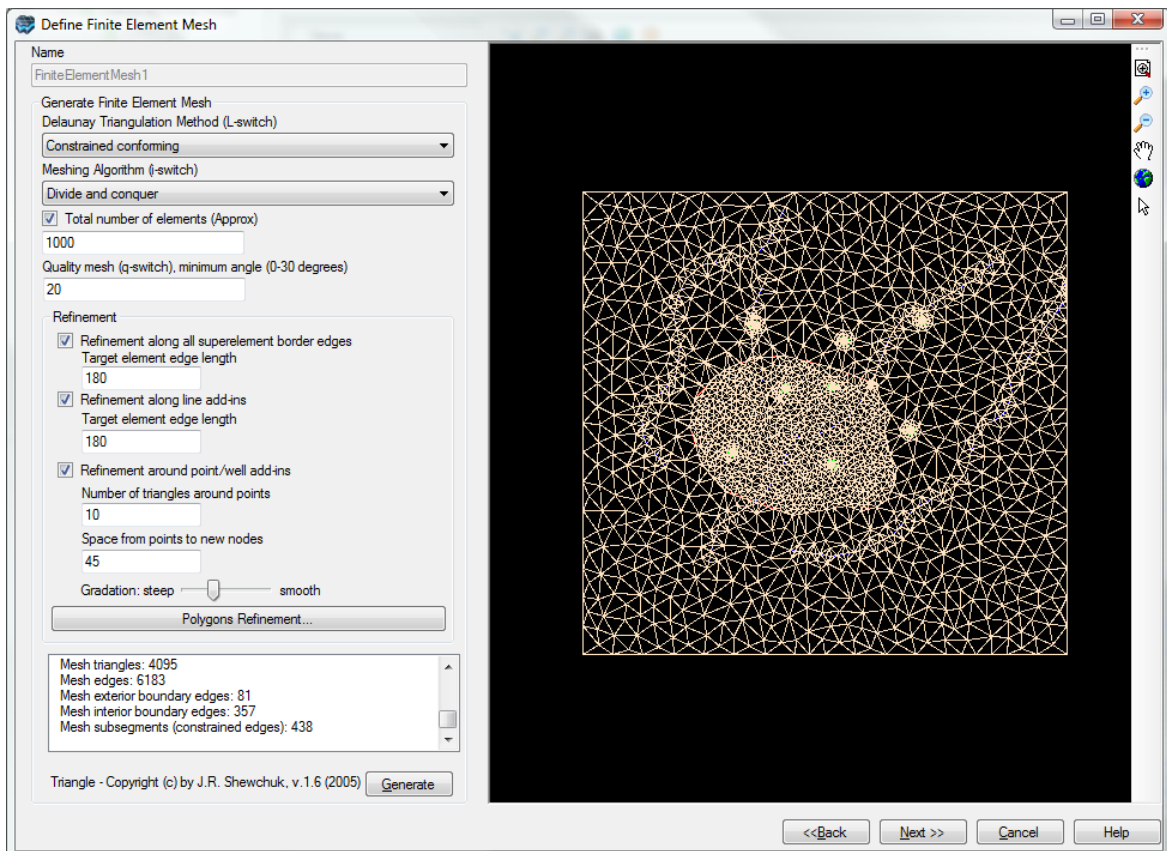 Define Finite Element Mesh
Name
FiniteElementMesh1
Generate Finite Element Mesh
Delaunay Triangulation Method (L-switch)
Constrained conforming
Meshing Algorithm (i-switch)
Divide and conquer
Total number of elements (Approx)
1000
Quality mesh (q-switch), minimum angle (0-30 degrees)
20
Refinement
Refinement along all superelement border edges
Target element edge length
180
Refinement along line add-ins
Target element edge length
180
Refinement around point/well add-ins
Number of triangles around points
10
Space from points to new nodes
45
Gradation: steep smooth
Polygons Refinement...
Mesh triangles: 4095
Mesh edges: 6183
Mesh exterior boundary edges: 81
Mesh interior boundary edges: 357
Mesh subsegments (constrained edges): 438
Triangle - Copyright (c) by J.R. Shewchuk, v.1.6 (2005) Generate
<<Back Next >> Cancel Help